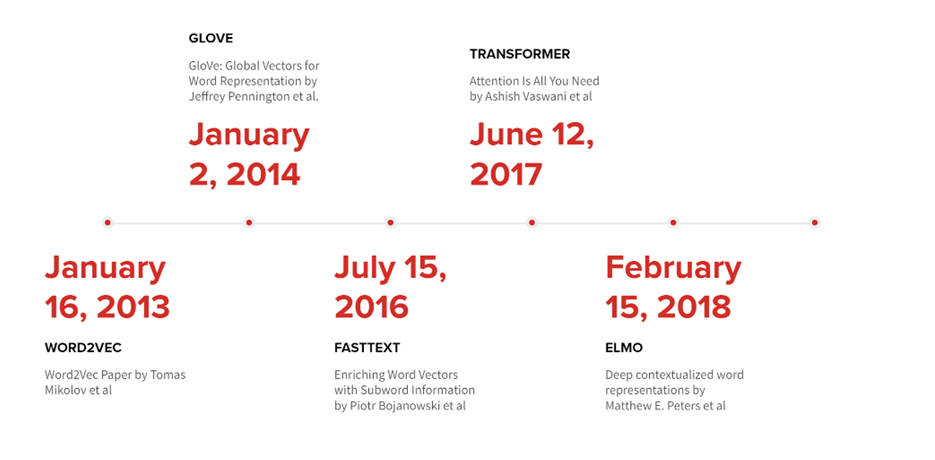 GLOVE
GloVe: Global Vectors for
Word Representation by
Jeffrey Pennington et al.
January
2, 2014
TRANSFORMER
Attention Is All You Need
by Ashish Vaswani et al
June 12,
2017
January
16, 2013
WORD2VEC
Word2Vec Paper by Tomas
Mikolov et al
July 15,
2016
FASTTEXT
Enriching Word Vectors
with Subword Information
by Piotr Bojanowski et al
February
15, 2018
ELMO
Deep contextualized word
representations by
Matthew E. Peters et al